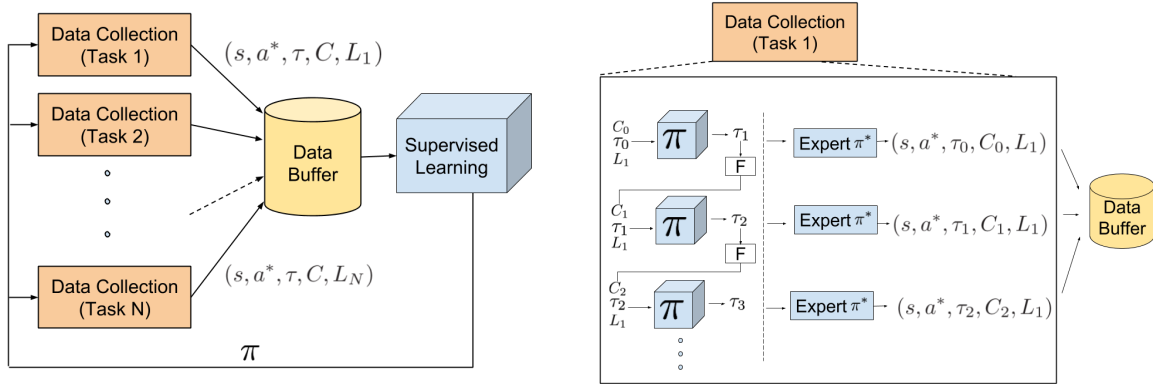 Data Collection
(Task 1)
(s, a*, τ, C, L₁)
Data Collection
(Task 2)
Data
Buffer
Supervised
Learning
Data Collection
(Task N)
(s, a*, τ, C, L_N)
π
Data Collection
(Task 1)
C₀
τ₀
L₁
π
τ₁
F
Expert π*
(s, a*, τ₀, C₀, L₁)
C₁
τ₁
L₁
π
τ₂
F
Expert π*
(s, a*, τ₁, C₁, L₁)
Data
Buffer
C₂
τ₂
L₁
π
τ₃
Expert π*
(s, a*, τ₂, C₂, L₁)